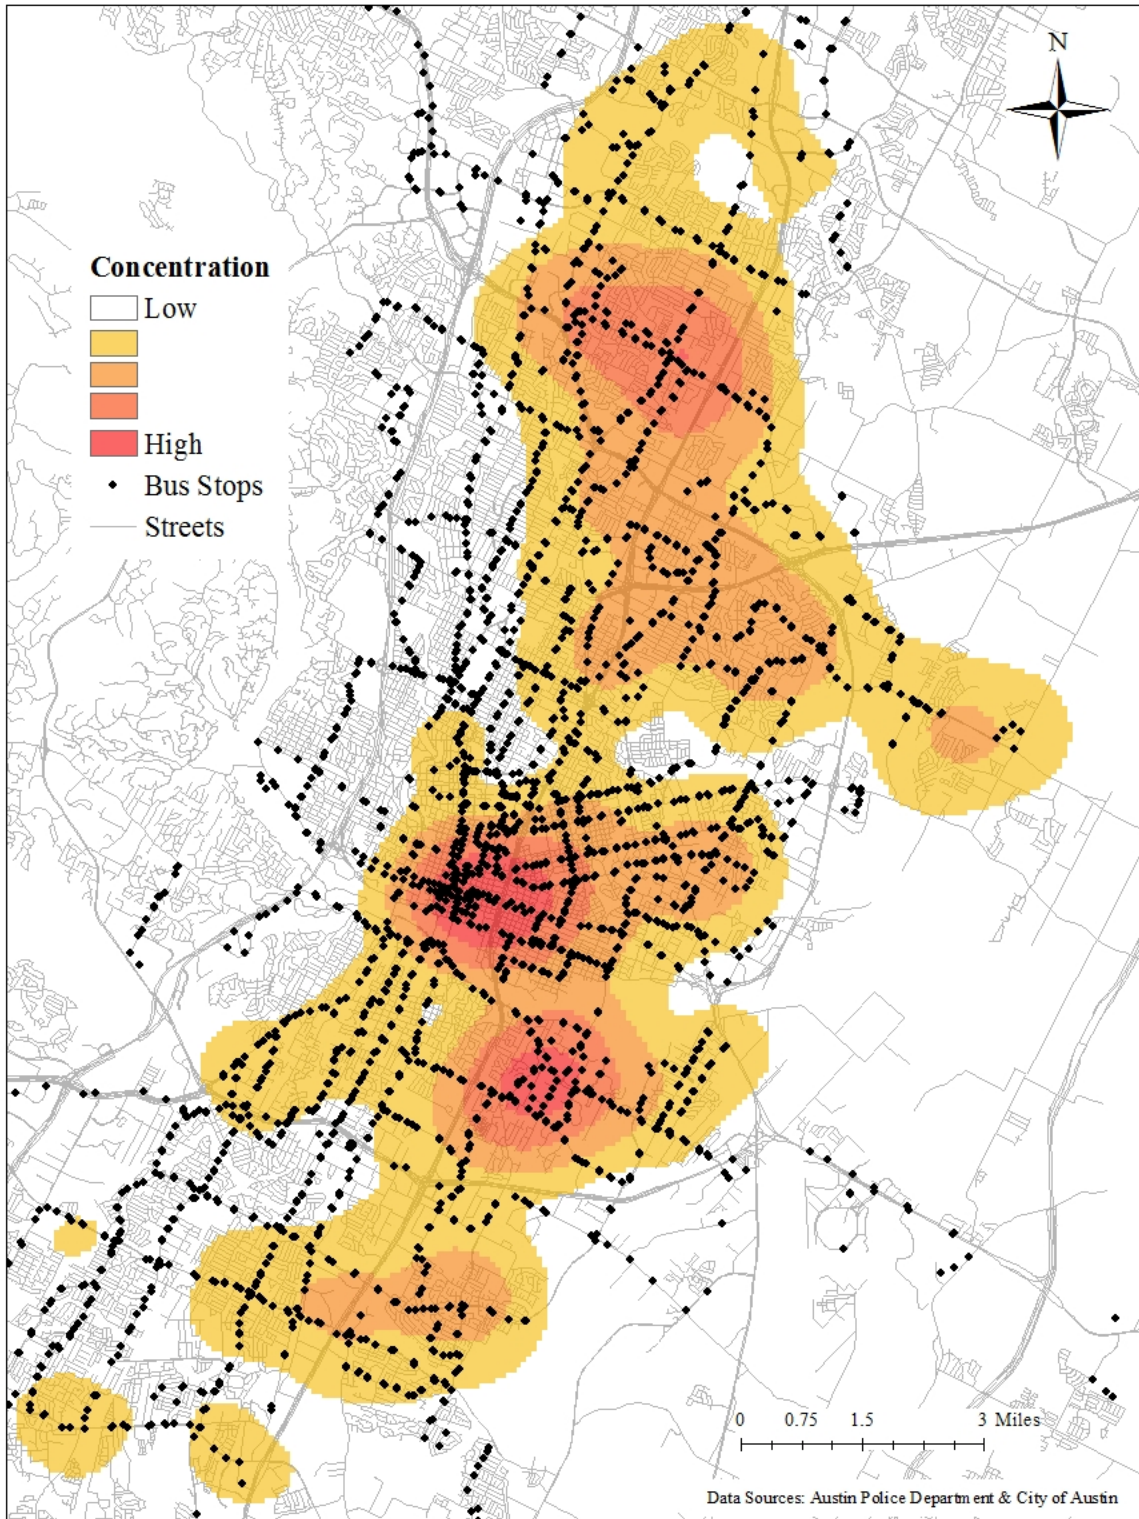 N
Concentration
Low
High
Bus Stops
Streets
0 0.75 1.5 3 Miles
Data Sources: Austin Police Department & City of Austin